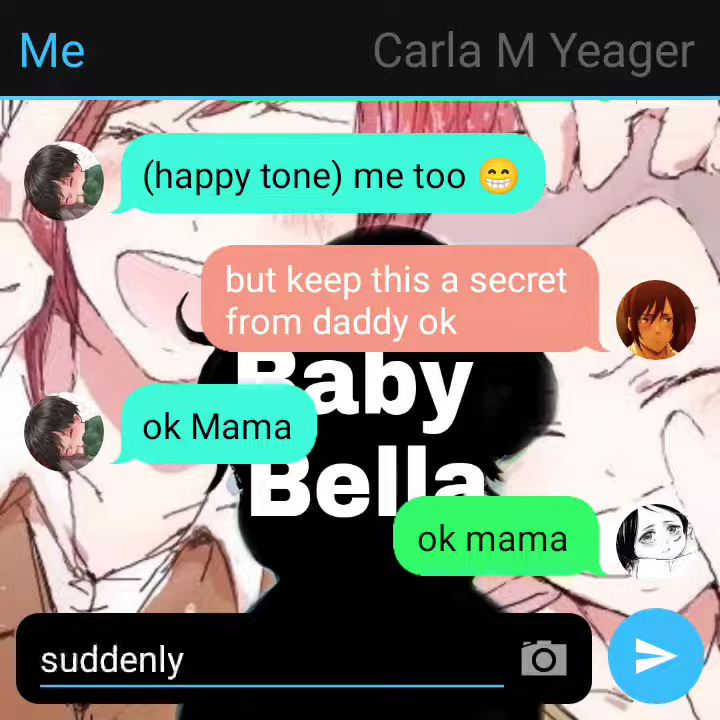 Me
Carla M Yeager
(happy tone) me too 😁
but keep this a secret
from daddy ok
Baby
ok Mama
Bella
ok mama
suddenly